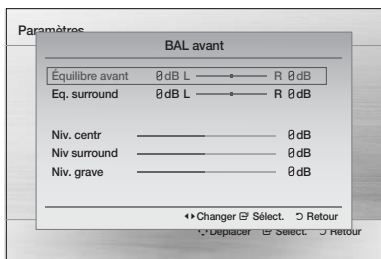 Paramètres
BAL avant
Équilibre avant 0dB L R 0dB
Eq. surround 0dB L R 0dB
Niv. centr 0dB
Niv surround 0dB
Niv. grave 0dB
Changer Sélect. Retour
Déplacer Sélect. Retour